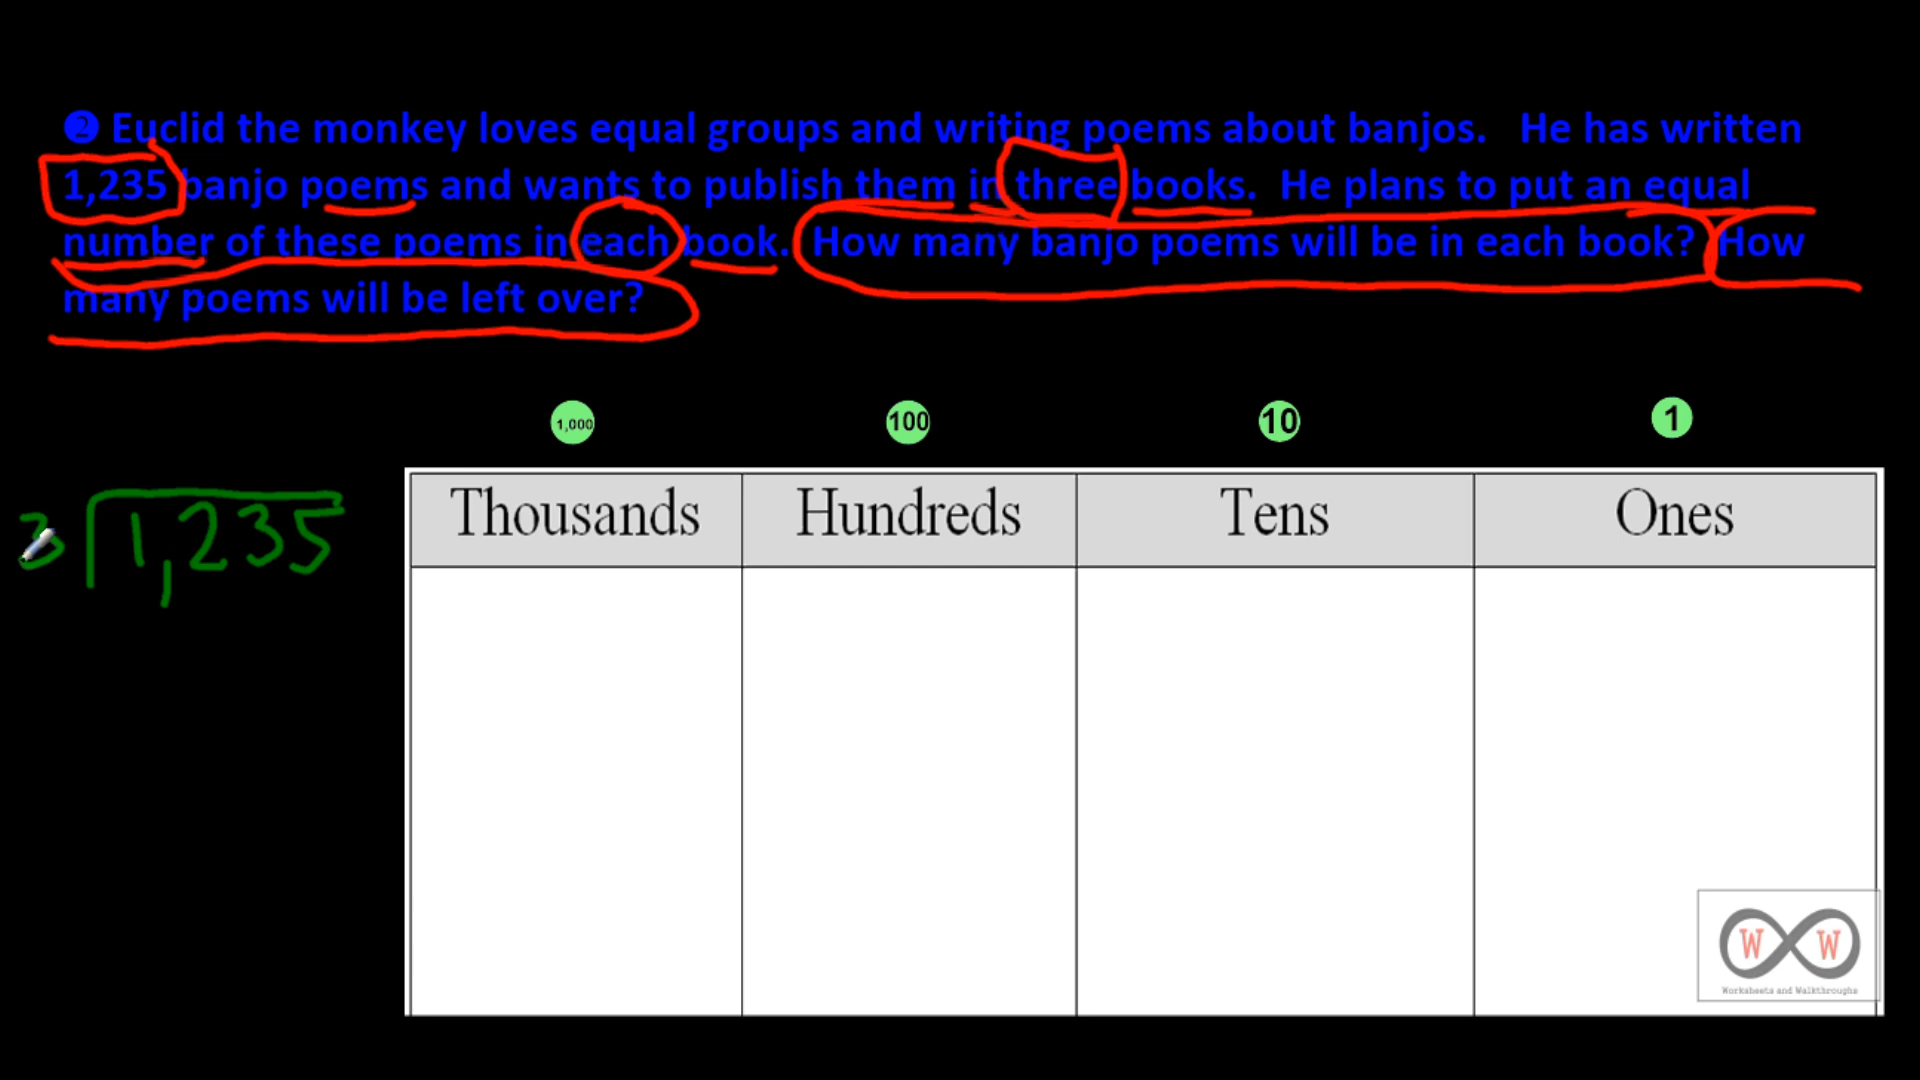 ❷ Euclid the monkey loves equal groups and writing poems about banjos. He has written
1,235 banjo poems and wants to publish them in three books. He plans to put an equal
number of these poems in each book. How many banjo poems will be in each book? How
many poems will be left over?
1,000 100 10 1
Thousands Hundreds Tens Ones
3 1,235
W W
Worksheets and Walkthroughs